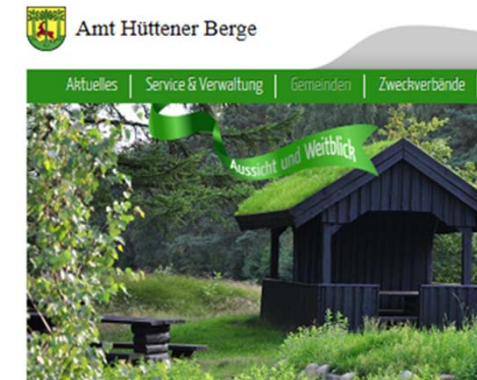 Amt Hüttener Berge
Aktuelles | Service & Verwaltung | Gemeinden | Zweckverbände
Aussicht und Weitblick